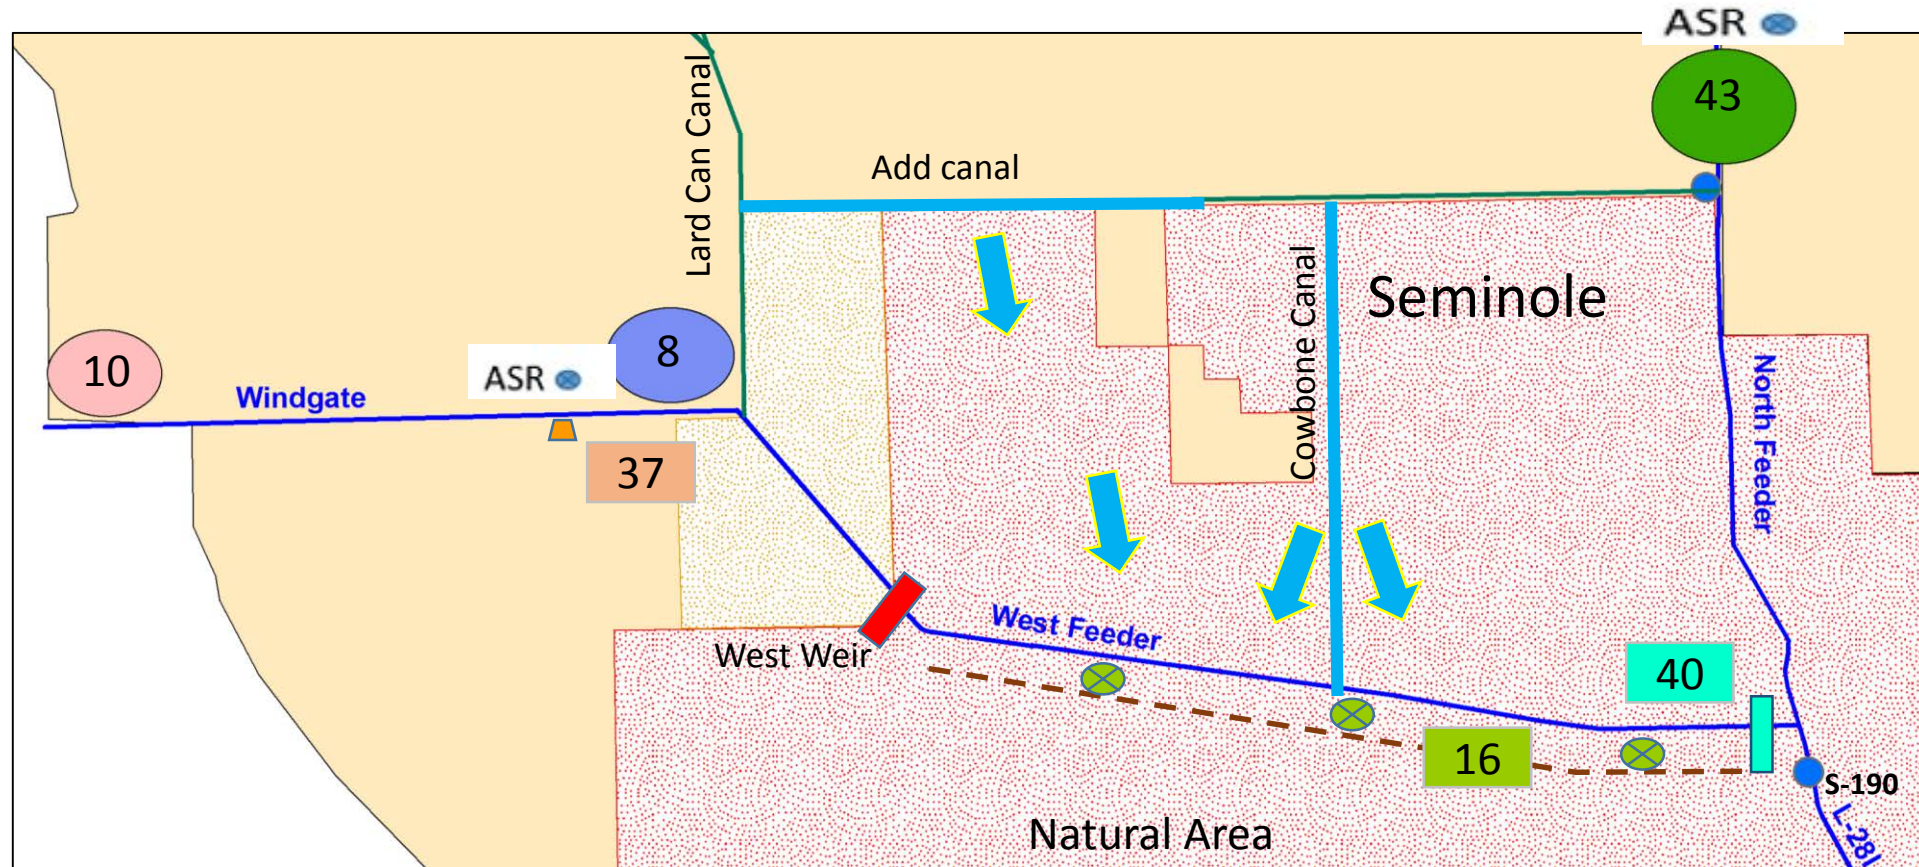 ASR
43
Lard Can Canal
Add canal
Seminole
Cowbone Canal
8
10
ASR
Windgate
North Feeder
37
West Feeder
West Weir
40
16
S-190
Natural Area
L-28I